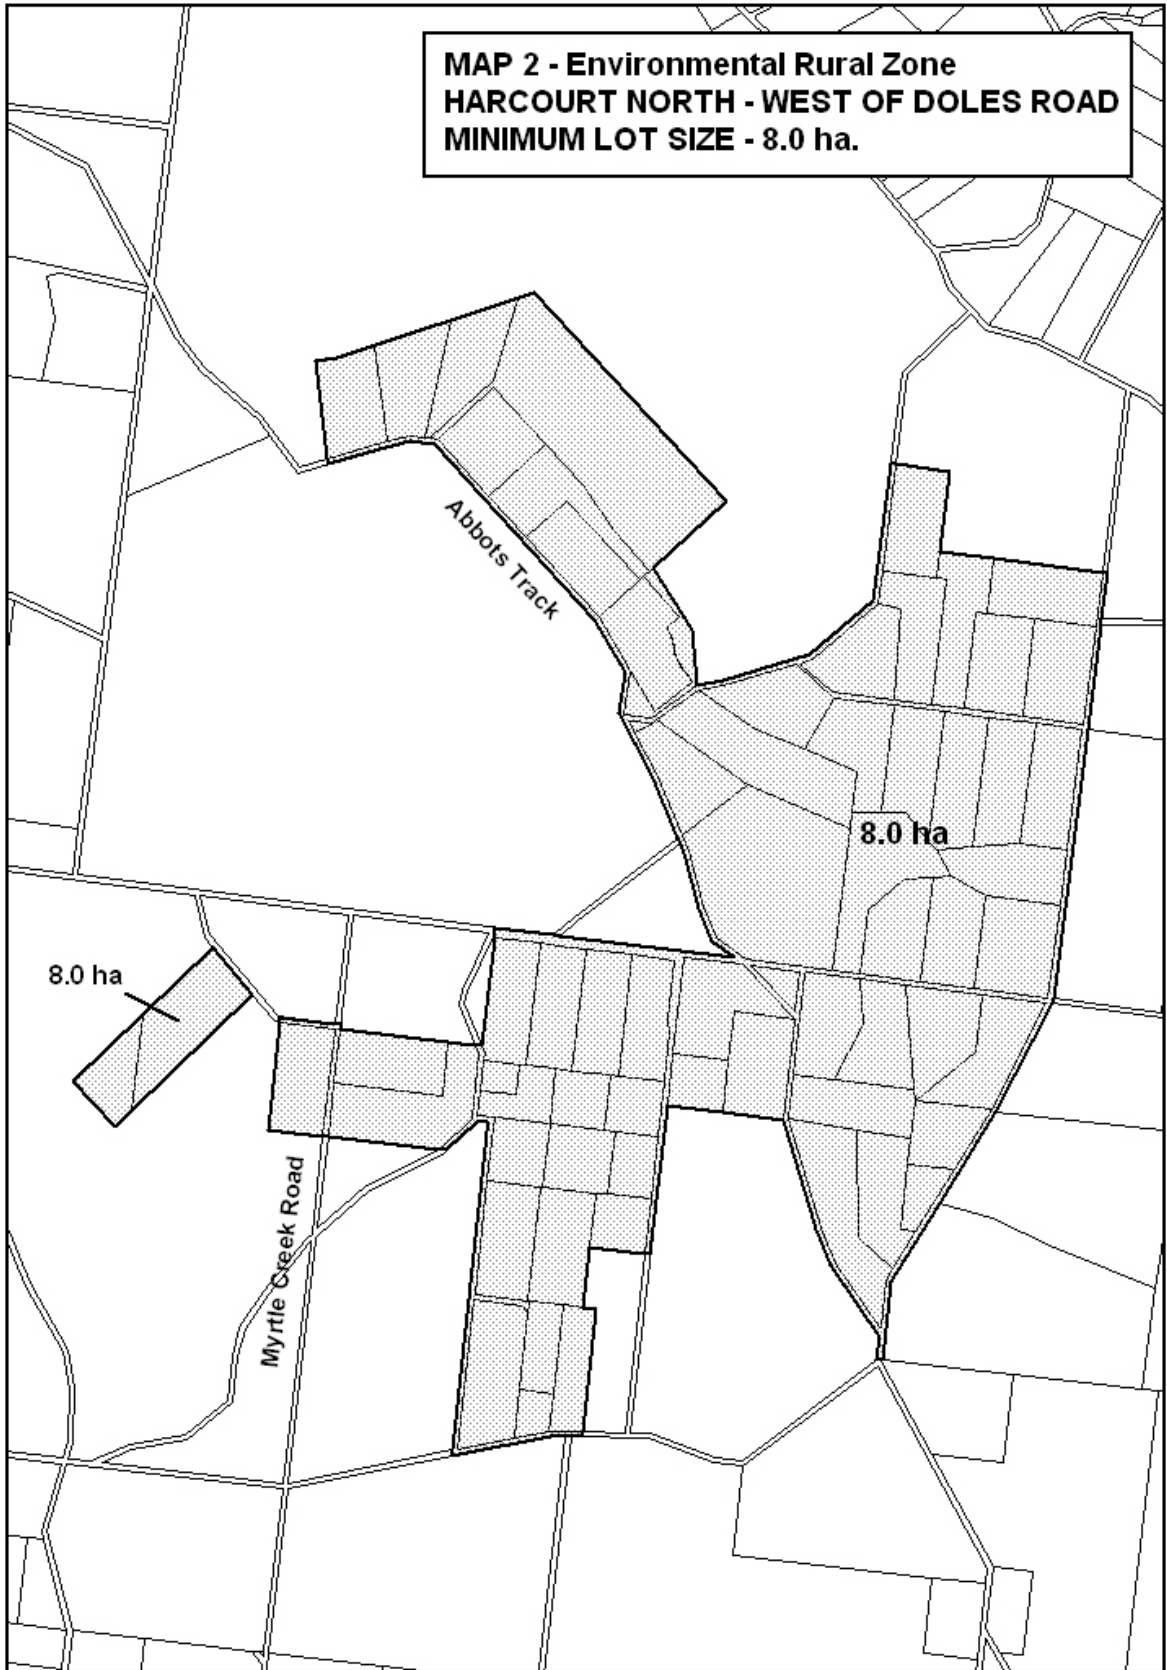 MAP 2 - Environmental Rural Zone
HARCOURT NORTH - WEST OF DOLES ROAD
MINIMUM LOT SIZE - 8.0 ha.
Abbots Track
8.0 ha
8.0 ha
Myrtle Creek Road